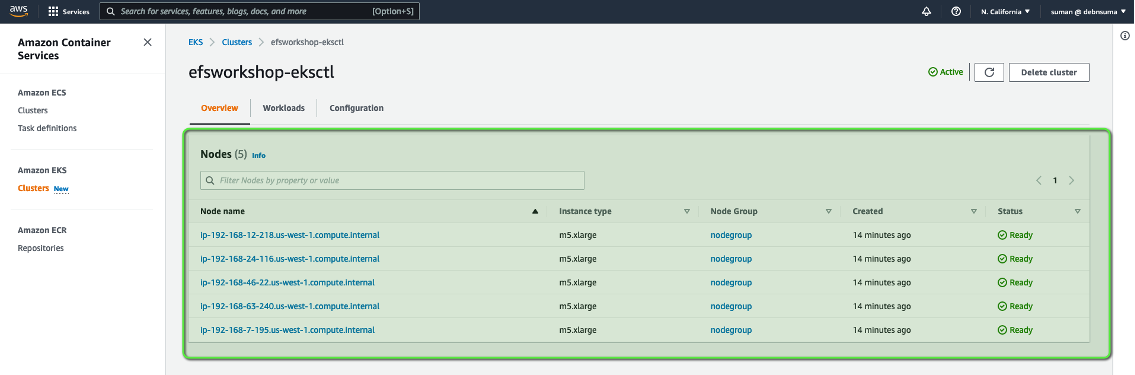 aws Services Search for services, features, blogs, docs, and more [Option+S] N. California ▼ suman @ debnsuma ▼
Amazon Container Services
Amazon ECS
Clusters
Task definitions
Amazon EKS
Clusters New
Amazon ECR
Repositories
EKS > Clusters > efsworkshop-eksctl
efsworkshop-eksctl
Active Delete cluster
Overview Workloads Configuration
Nodes (5) Info
Filter Nodes by property or value
1
Node name Instance type Node Group Created Status
ip-192-168-12-218.us-west-1.compute.internal m5.xlarge nodegroup 14 minutes ago Ready
ip-192-168-24-116.us-west-1.compute.internal m5.xlarge nodegroup 14 minutes ago Ready
ip-192-168-46-22.us-west-1.compute.internal m5.xlarge nodegroup 14 minutes ago Ready
ip-192-168-63-240.us-west-1.compute.internal m5.xlarge nodegroup 14 minutes ago Ready
ip-192-168-7-195.us-west-1.compute.internal m5.xlarge nodegroup 14 minutes ago Ready